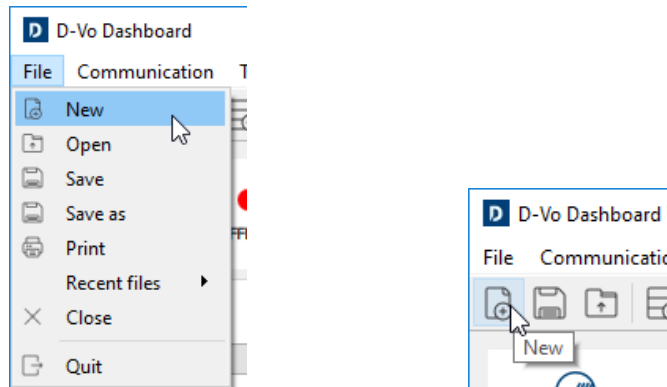 D D-Vo Dashboard
File Communication
New
Open
Save
Save as
Print
Recent files
Close
Quit
D D-Vo Dashboard
File
New